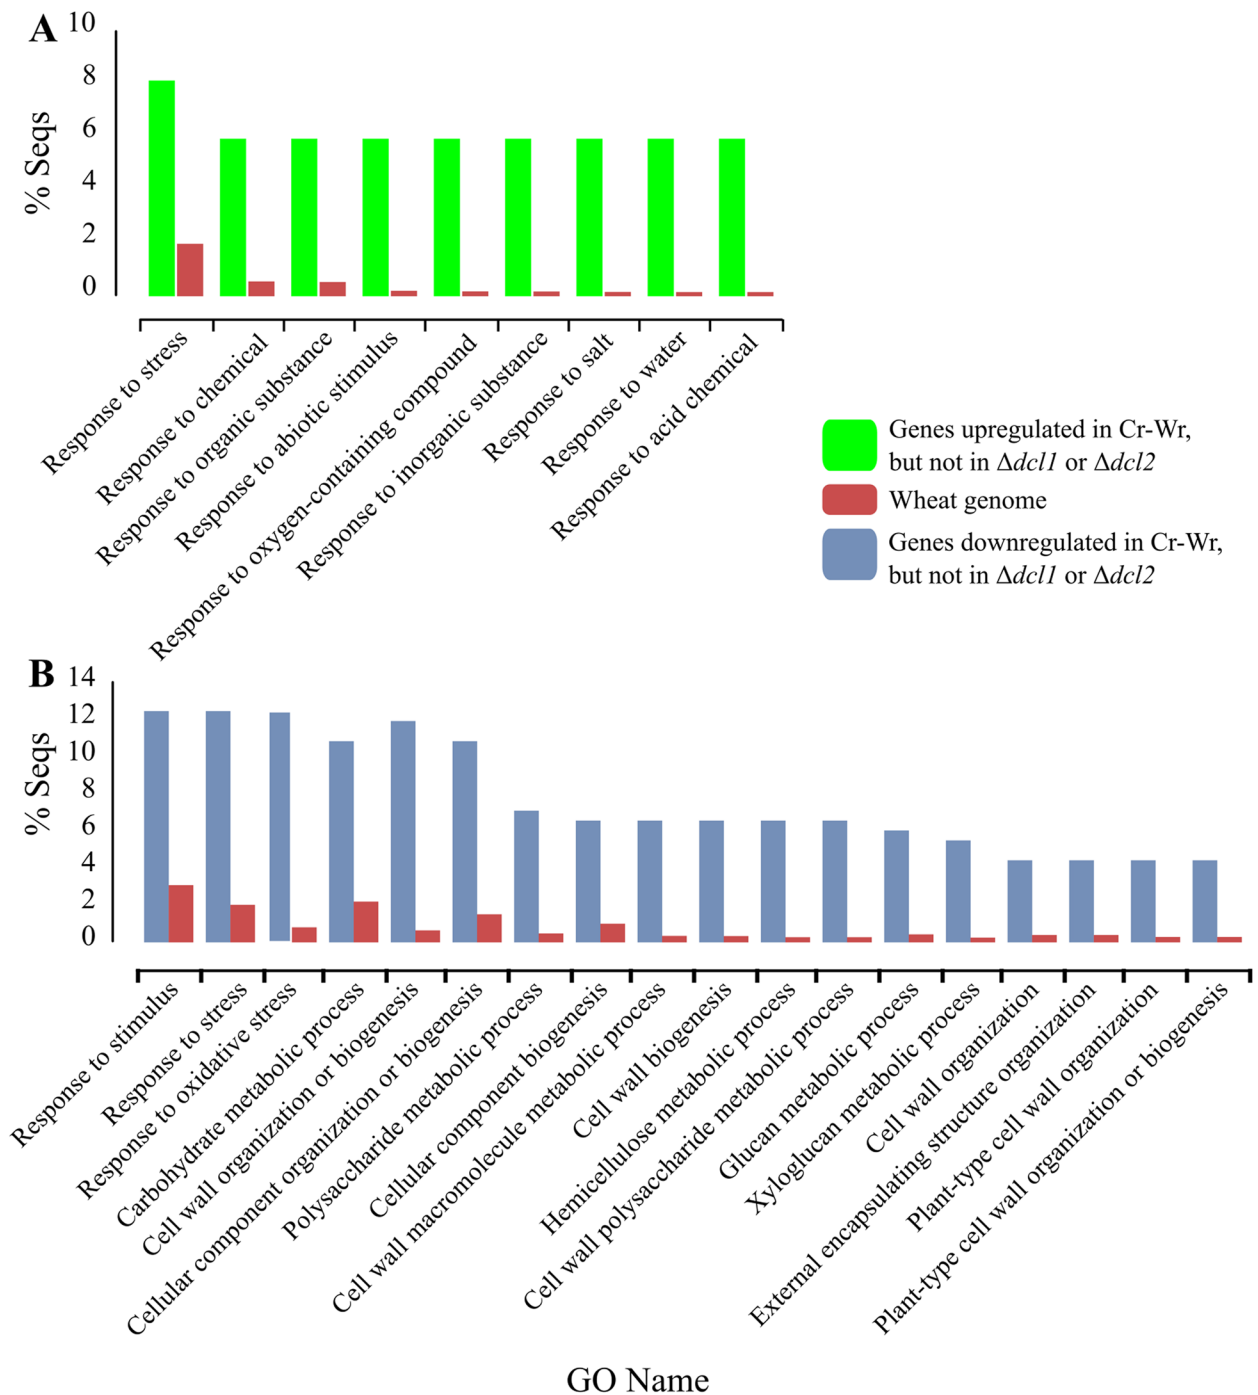 A
10
8
6
4
2
0
% Seqs
Response to stress
Response to chemical
Response to organic substance
Response to abiotic stimulus
Response to oxygen-containing compound
Response to inorganic substance
Response to salt
Response to water
Response to acid chemical
Genes upregulated in Cr-Wr,
but not in Δdcl1 or Δdcl2
Wheat genome
Genes downregulated in Cr-Wr,
but not in Δdcl1 or Δdcl2
B
14
12
10
8
6
4
2
0
% Seqs
Response to stimulus
Response to stress
Response to oxidative stress
Carbohydrate metabolic process
Cell wall organization or biogenesis
Cellular component organization or biogenesis
Polysaccharide metabolic process
Cellular component biogenesis
Cell wall macromolecule metabolic process
Cell wall biogenesis
Hemicellulose metabolic process
Cell wall polysaccharide metabolic process
Glucan metabolic process
Xyloglucan metabolic process
Cell wall organization
External encapsulating structure organization
Plant-type cell wall organization
Plant-type cell wall organization or biogenesis
GO Name